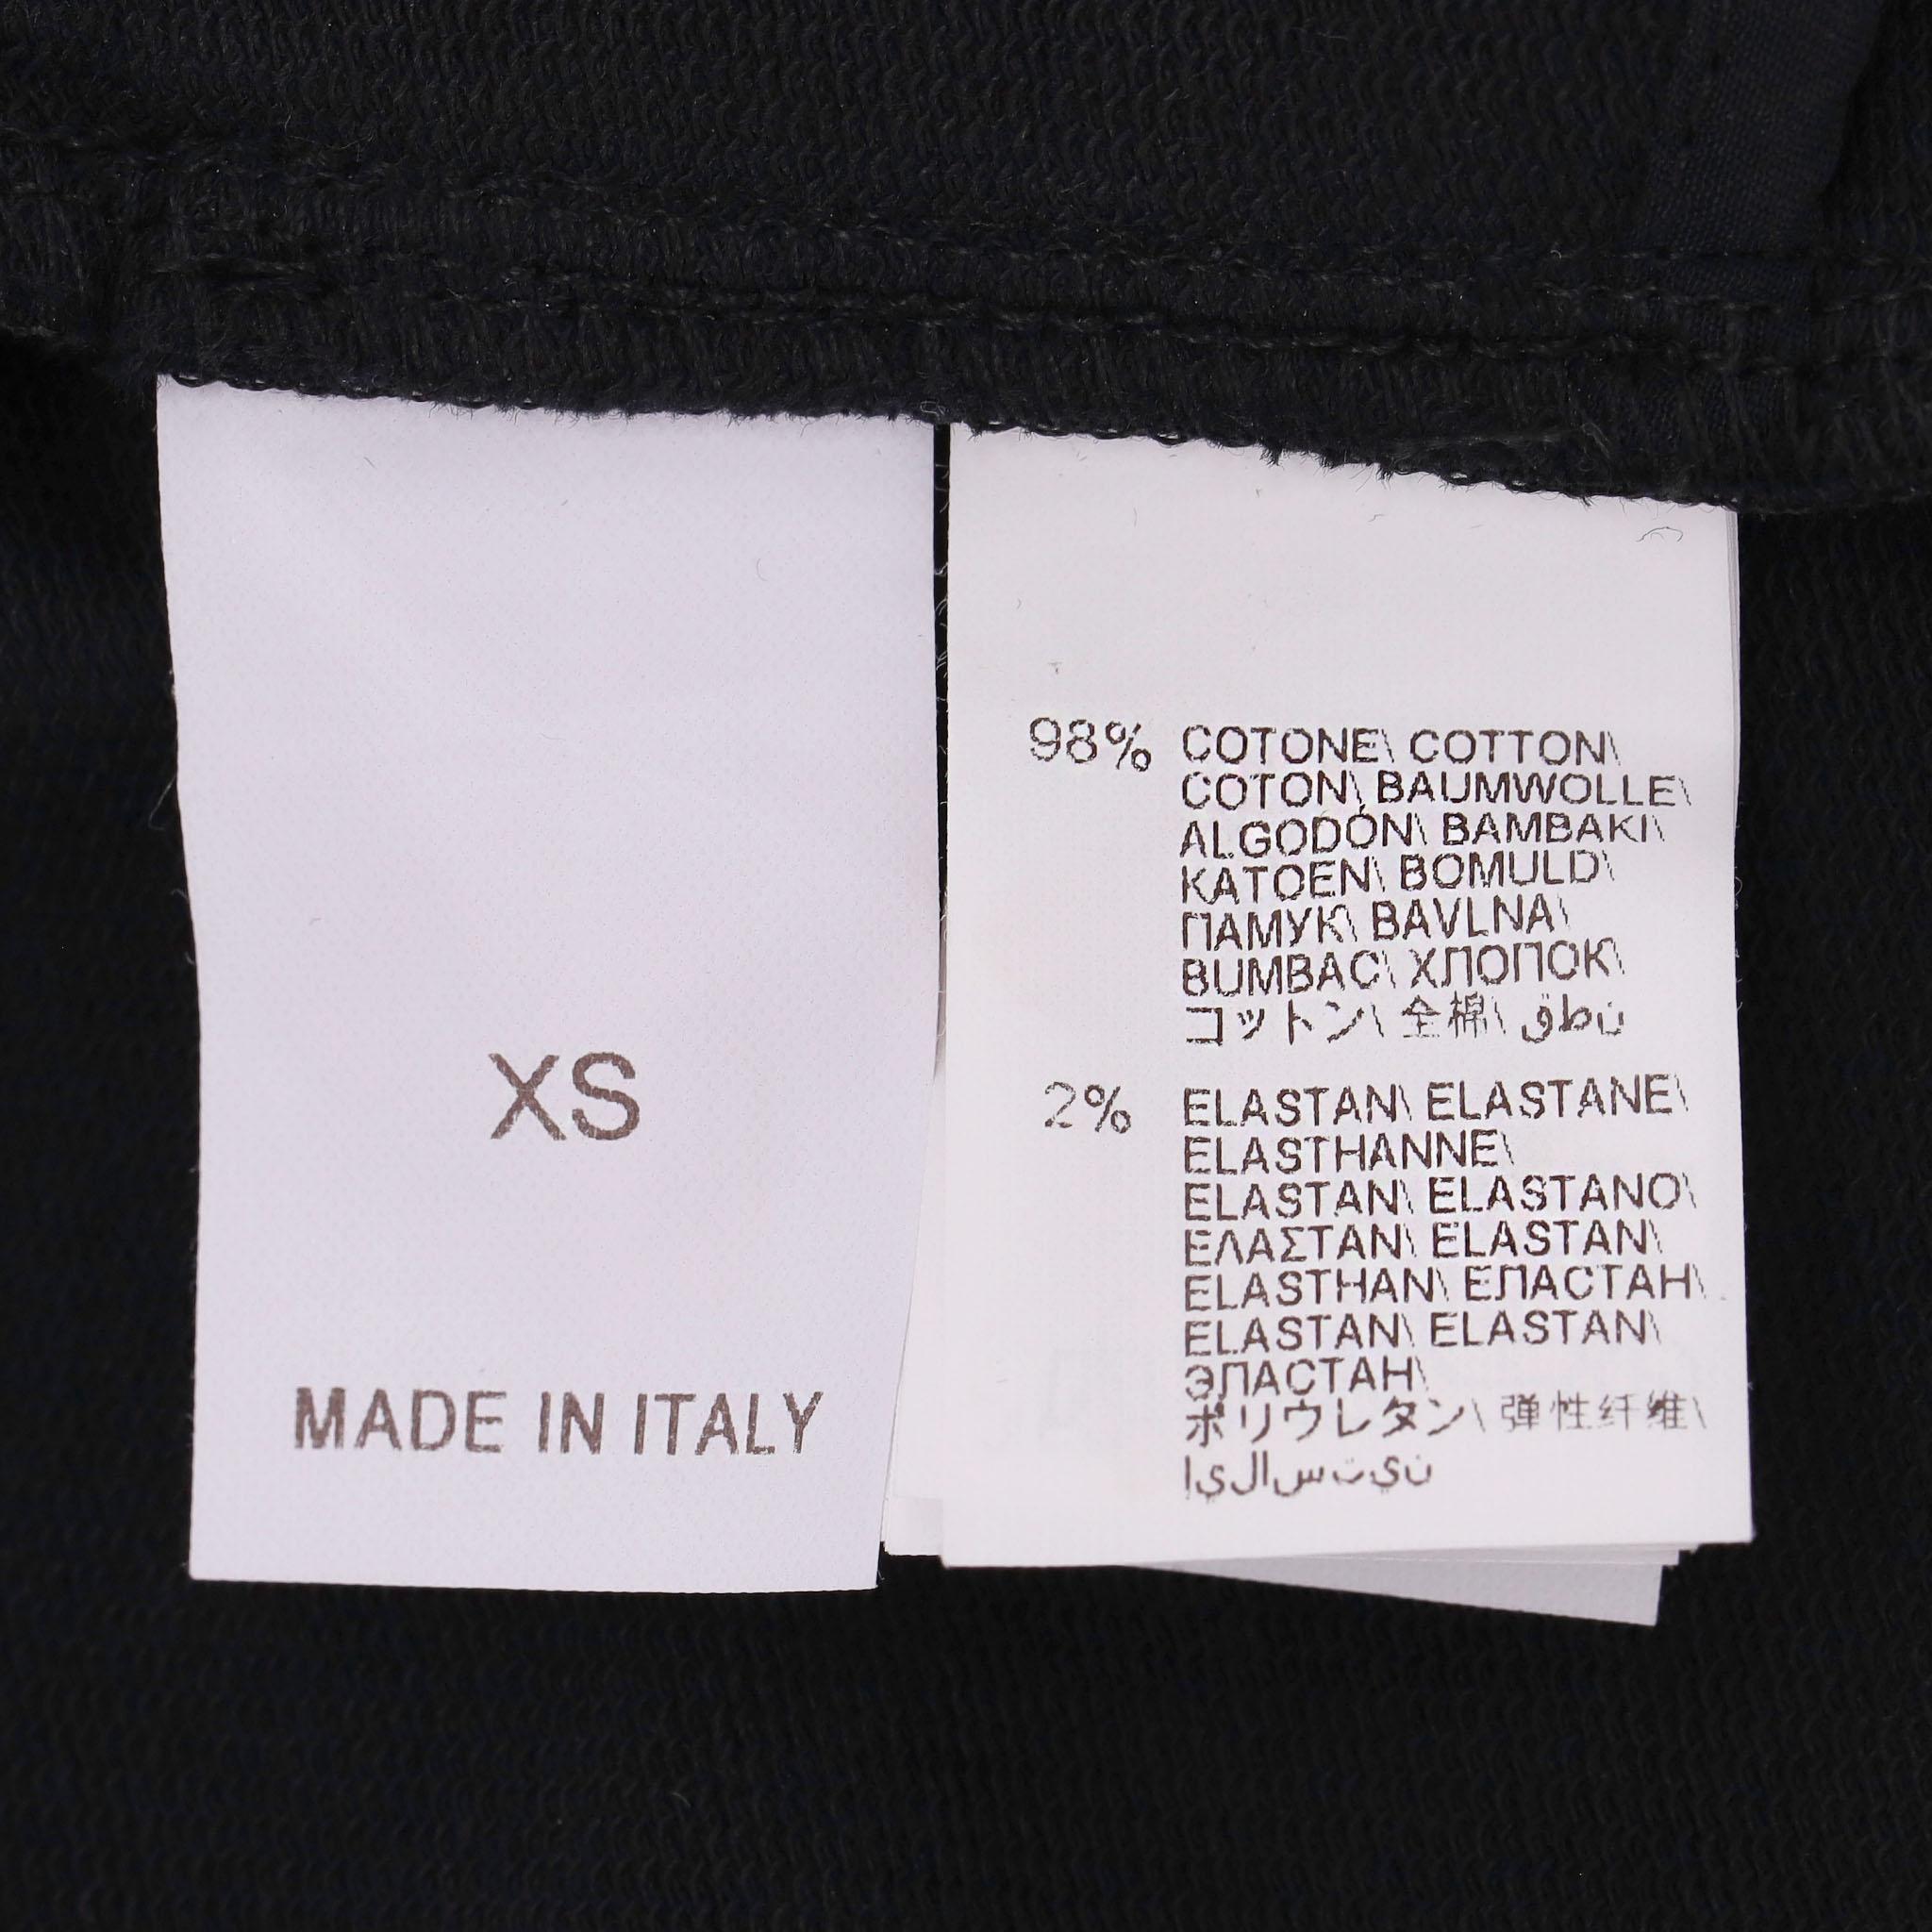 XS
MADE IN ITALY
98% COTONE\ COTTON\
COTON\ BAUMWOLLE\
ALGODÓN\ BAMBAKI\
KATOEN\ BOMULD\
ПАМУК\ BAVLNA\
BUMBAC\ ХЛОПОК\
コットン\ 全棉\ قطن
2% ELASTAN\ ELASTANE\
ELASTHANNE\
ELASTAN\ ELASTANO\
ΕΛΑΣΤΑΝ\ ELASTAN\
ELASTHAN\ ЕЛАСТАН\
ELASTAN\ ELASTAN\
ЭЛАСТАН\
ポリウレタン\ 弹性纤维\
نيتساليا